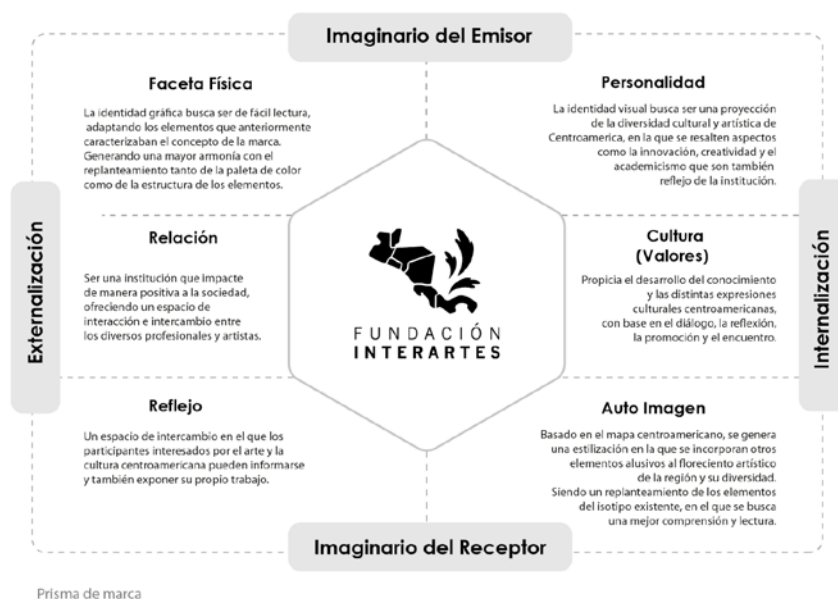 Imaginario del Emisor
Faceta Física
La identidad gráfica busca ser de fácil lectura,
adaptando los elementos que anteriormente
caracterizaban el concepto de la marca.
Generando una mayor armonía con el
replanteamiento tanto de la paleta de color
como de la estructura de los elementos.
Personalidad
La identidad visual busca ser una proyección
de la diversidad cultural y artística de
Centroamerica, en la que se resalten aspectos
como la innovación, creatividad y el
academicismo que son también
reflejo de la institución.
Externalización
Relación
Ser una institución que impacte
de manera positiva a la sociedad,
ofreciendo un espacio de
interacción e intercambio entre
los diversos profesionales y artistas.
FUNDACIÓN
INTERARTES
Cultura
(Valores)
Propicia el desarrollo del conocimiento
y las distintas expresiones
culturales centroamericanas,
con base en el diálogo, la reflexión,
la promoción y el encuentro.
Internalización
Reflejo
Un espacio de intercambio en el que los
participantes interesados por el arte y la
cultura centroamericana pueden informarse
y también exponer su propio trabajo.
Auto Imagen
Basado en el mapa centroamericano, se genera
una estilización en la que se incorporan otros
elementos alusivos al floreciento artístico
de la región y su diversidad.
Siendo un replanteamiento de los elementos
del isotipo existente, en el que se busca
una mejor comprensión y lectura.
Imaginario del Receptor
Prisma de marca